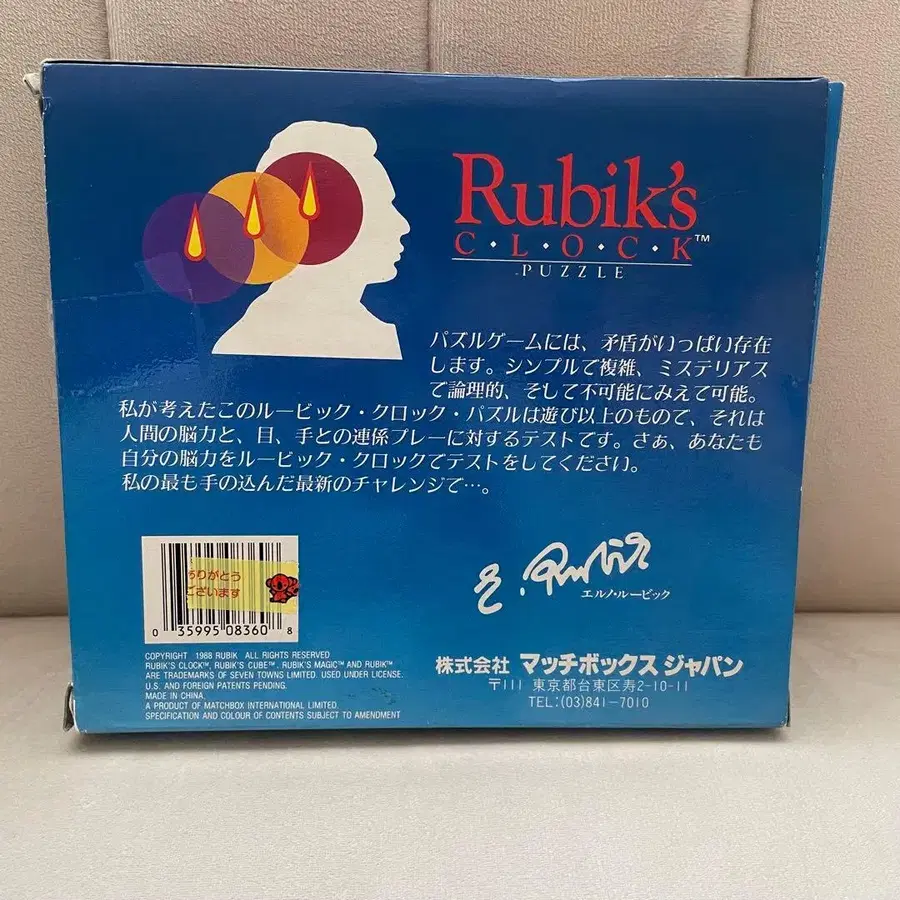 Rubik's
C·L·O·C·K™
PUZZLE
パズルゲームには、矛盾がいっぱい存在
します。シンプルで複雑、ミステリアス
で論理的、そして不可能にみえて可能。
私が考えたこのルービック・クロック・パズルは遊び以上のもので、それは
人間の脳力と、目、手との連係プレーに対するテストです。さぁ、あなたも
自分の脳力をルービック・クロックでテストをしてください。
私の最も手の込んだ最新のチャレンジで…。
E. Rubik
エルノ・ルービック
ありがとう
ございます
0 35995 08360 8
COPYRIGHT 1988 RUBIK ALL RIGHTS RESERVED
RUBIK'S CLOCK™, RUBIK'S CUBE™, RUBIK'S MAGIC™ AND RUBIK™
ARE TRADEMARKS OF SEVEN TOWNS LIMITED USED UNDER LICENSE.
U.S. AND FOREIGN PATENTS PENDING.
MADE IN CHINA.
A PRODUCT OF MATCHBOX INTERNATIONAL LIMITED.
SPECIFICATION AND COLOUR OF CONTENTS SUBJECT TO AMENDMENT
株式会社 マッチボックス ジャパン
〒111 東京都台東区寿2-10-11
TEL:(03)841-7010